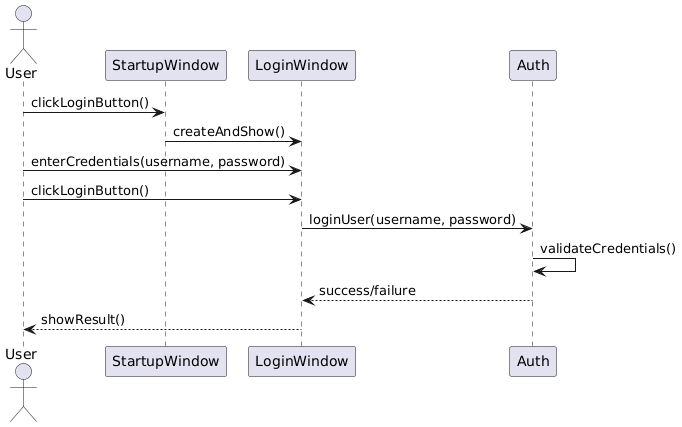 User
StartupWindow
LoginWindow
Auth
clickLoginButton()
createAndShow()
enterCredentials(username, password)
clickLoginButton()
loginUser(username, password)
validateCredentials()
success/failure
showResult()
User
StartupWindow
LoginWindow
Auth